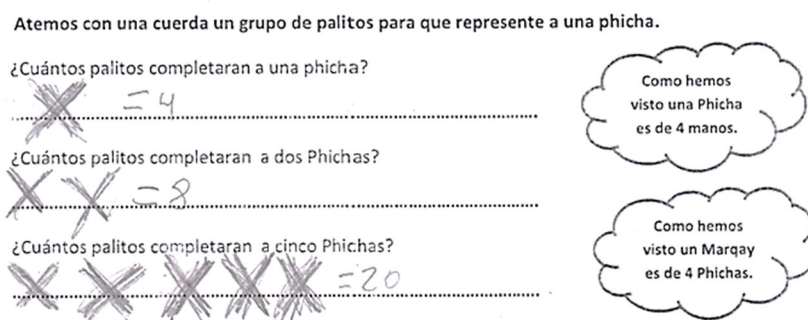 Atemos con una cuerda un grupo de palitos para que represente a una phicha.
¿Cuántos palitos completaran a una phicha?
= 4
¿Cuántos palitos completaran a dos Phichas?
= 8
¿Cuántos palitos completaran a cinco Phichas?
= 20
Como hemos
visto una Phicha
es de 4 manos.
Como hemos
visto un Marqay
es de 4 Phichas.